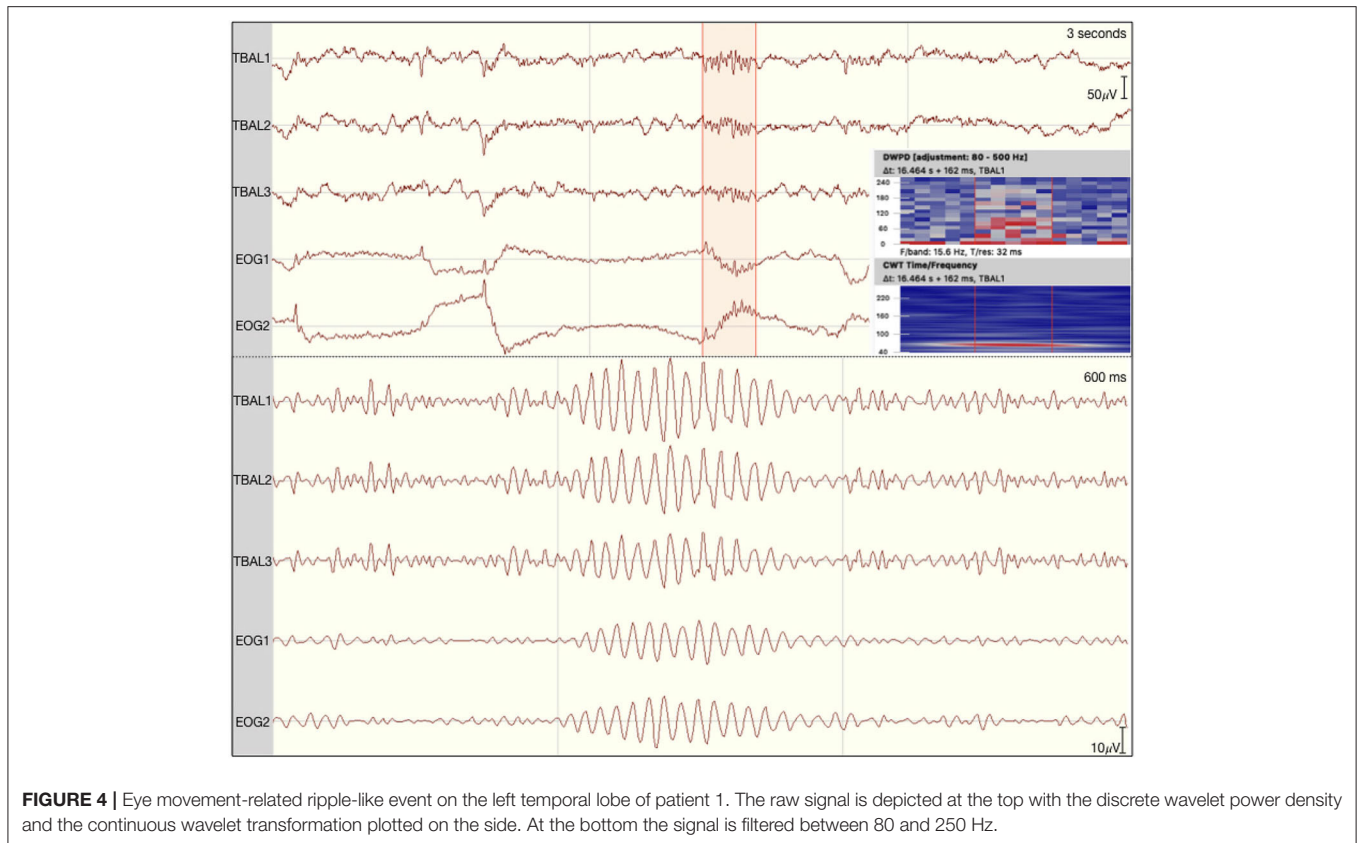 3 seconds
TBAL1
50μV
TBAL2
DWPD [adjustment: 80 - 500 Hz]
Δt: 16.464 s + 162 ms, TBAL1
240
180
120
60
0
F/band: 15.6 Hz, T/res: 32 ms
TBAL3
EOG1
CWT Time/Frequency
Δt: 16.464 s + 162 ms, TBAL1
220
160
100
40
EOG2
600 ms
TBAL1
TBAL2
TBAL3
EOG1
EOG2
10μV
FIGURE 4 | Eye movement-related ripple-like event on the left temporal lobe of patient 1. The raw signal is depicted at the top with the discrete wavelet power density
and the continuous wavelet transformation plotted on the side. At the bottom the signal is filtered between 80 and 250 Hz.